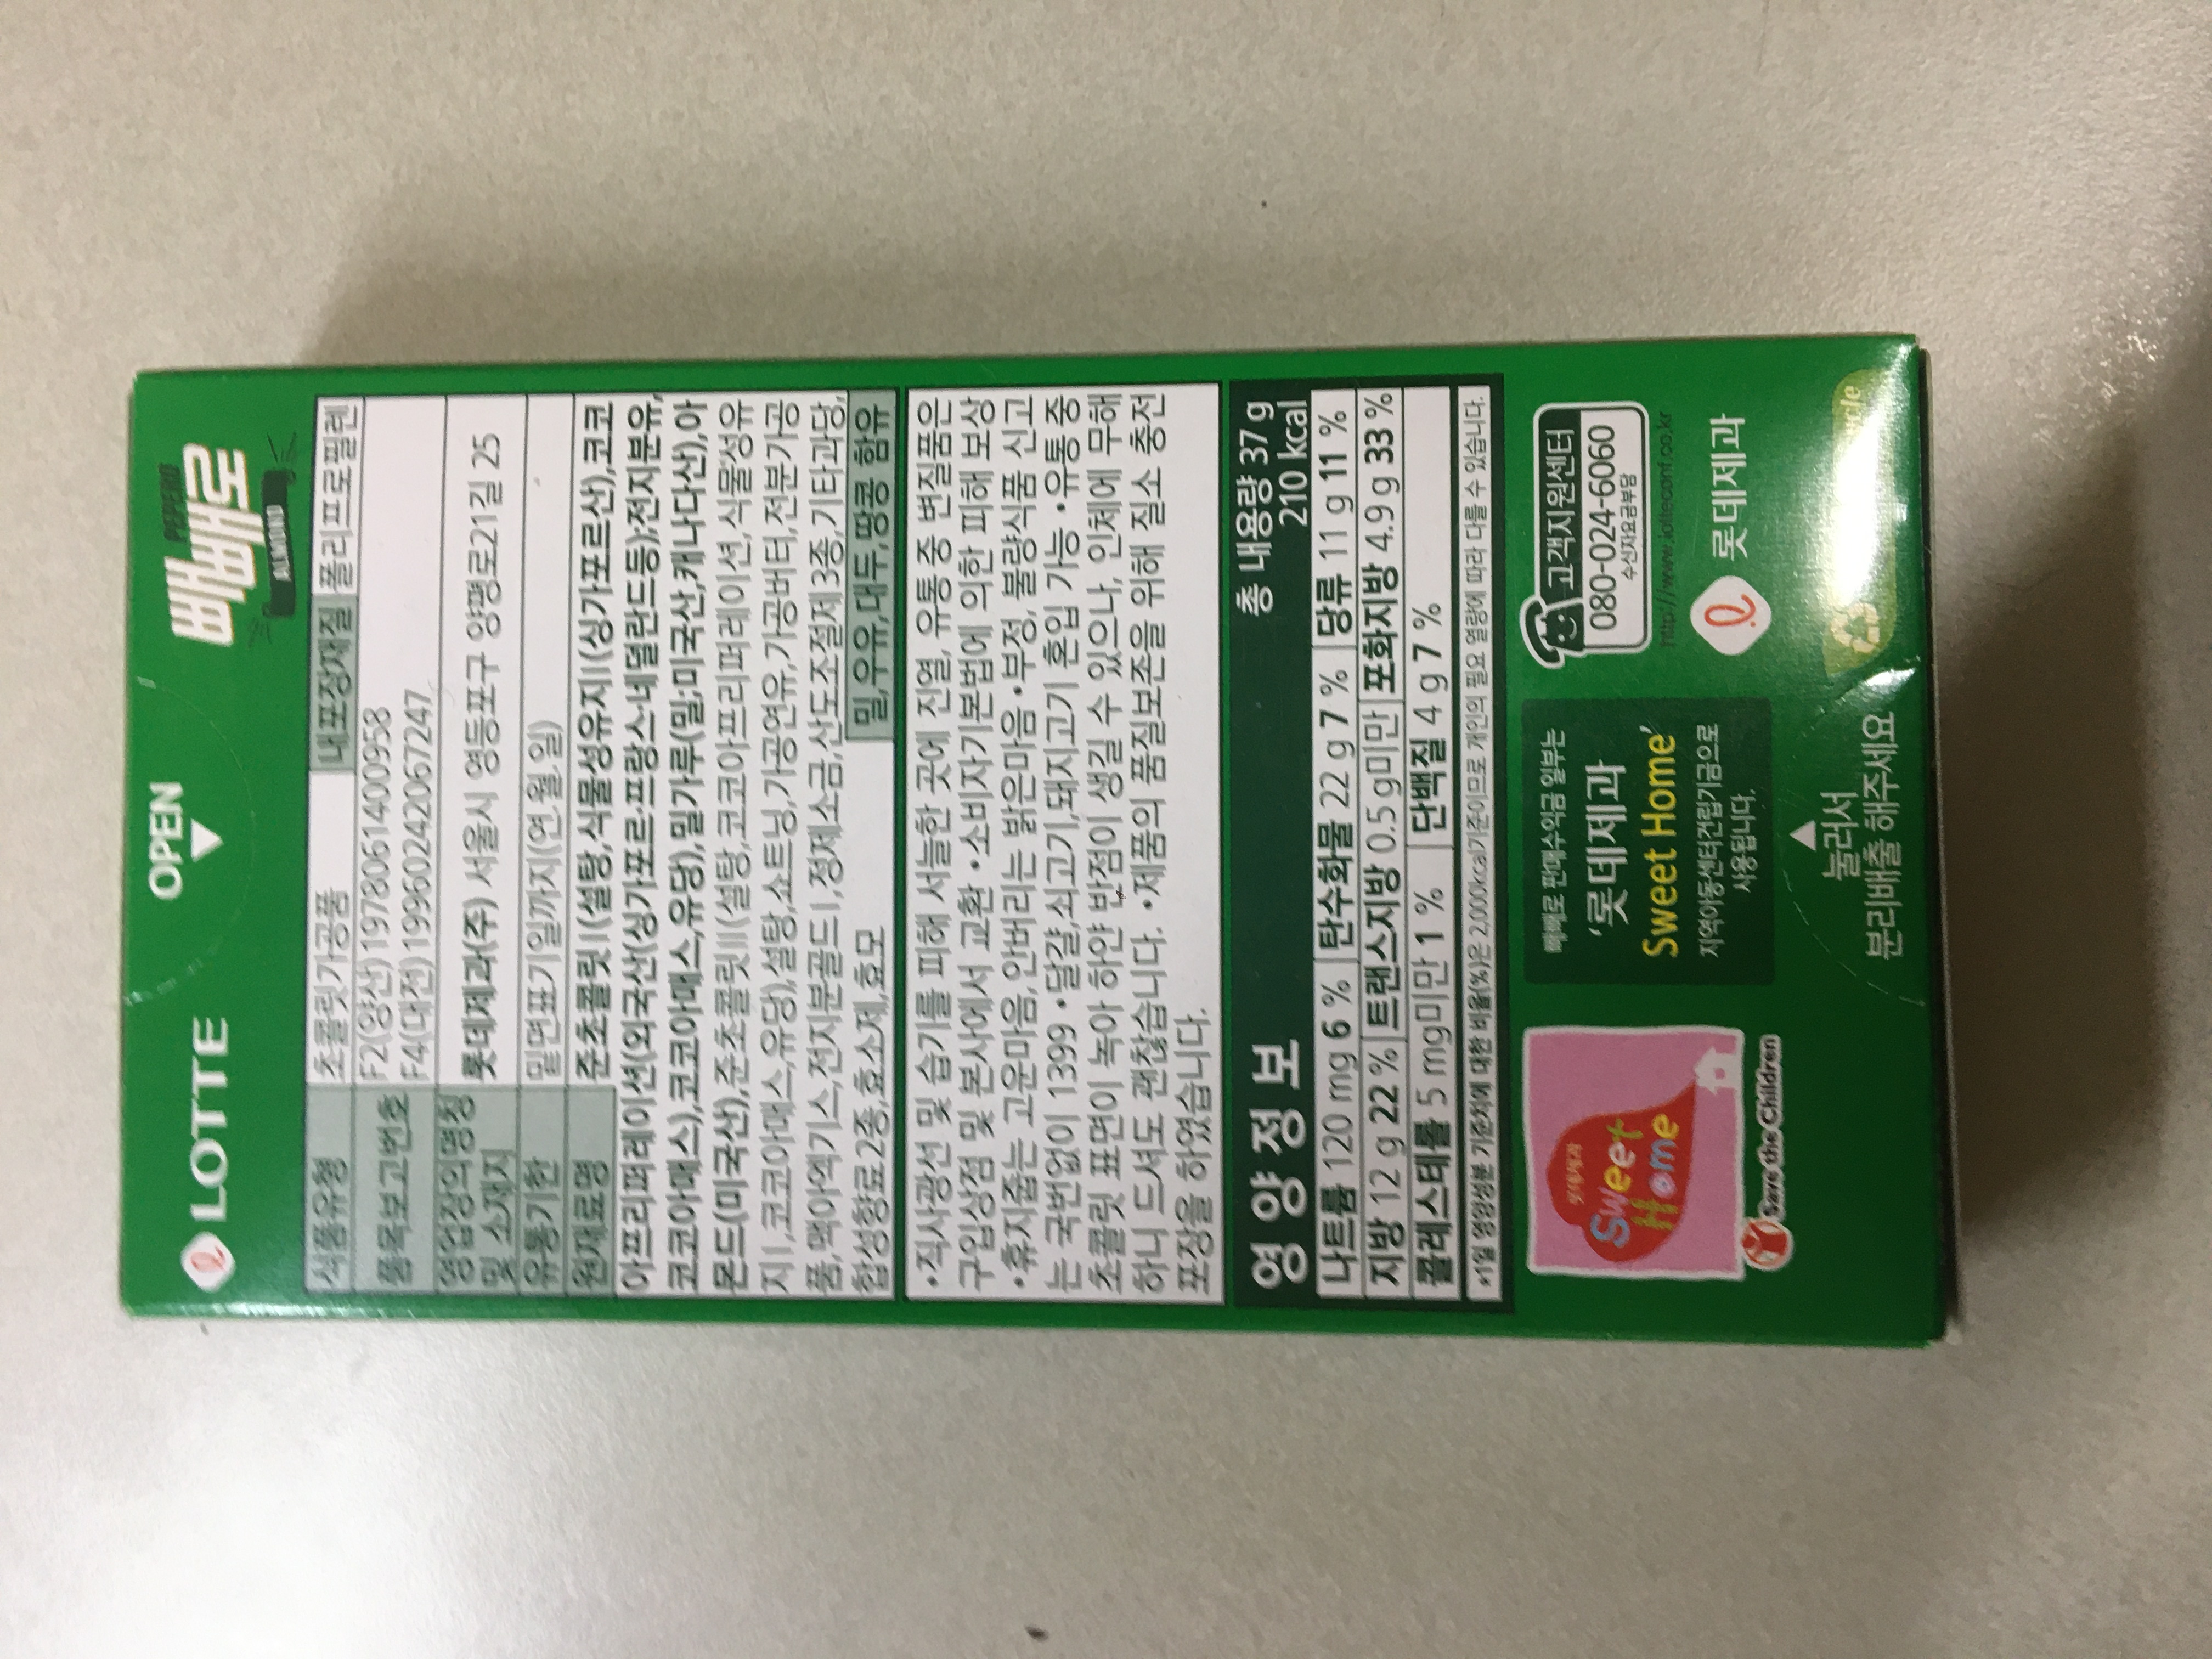 LOTTE
OPEN
PEPERO
빼빼로
ALMOND
식품유형 초콜릿가공품 내포장재질 폴리프로필렌
품목보고번호 F2(양산) 1978061400958
F4(대전) 19960242067247
영업장의 명칭 및 소재지 롯데제과(주) 서울시 영등포구 양평로21길 25
유통기한 밑면표기일까지(연.월.일)
원재료명 준초콜릿Ⅰ(설탕,식물성유지Ⅰ(싱가포르산),코코
아프리퍼레이션(외국산(싱가포르,프랑스,네덜란드등);전지분유,
코코아매스),코코아매스,유당),밀가루(밀:미국산,캐나다산),아
몬드(미국산),준초콜릿Ⅱ(설탕,코코아프리퍼레이션,식물성유
지Ⅰ,코코아매스,유당),설탕,쇼트닝,가공연유,가공버터,전분가공
품,맥아엑기스,전지분골드Ⅰ,정제소금,산도조절제3종,기타과당,
합성향료2종,효소제,효모 밀,우유,대두,땅콩 함유
•직사광선 및 습기를 피해 서늘한 곳에 진열, 유통 중 변질품은
구입상점 및 본사에서 교환 •소비자기본법에 의한 피해 보상
•휴지줍는 고운마음,안버리는 밝은마음 •부정, 불량식품 신고
는 국번없이 1399 •달걀,쇠고기,돼지고기 혼입 가능 •유통 중
초콜릿 표면이 녹아 하얀 반점이 생길 수 있으나, 인체에 무해
하니 드셔도 괜찮습니다. •제품의 품질보존을 위해 질소 충전
포장을 하였습니다.
영양정보 총 내용량 37 g
210 kcal
나트륨 120 mg 6 % 탄수화물 22 g 7 % 당류 11 g 11 %
지방 12 g 22 % 트랜스지방 0.5 g미만 포화지방 4.9 g 33 %
콜레스테롤 5 mg미만 1 % 단백질 4 g 7 %
*1일 영양성분 기준치에 대한 비율(%)은 2,000kcal기준이므로 개인의 필요 열량에 따라 다를 수 있습니다.
Sweet
Home
Save the Children
빼빼로 판매수익금 일부는
'롯데제과
Sweet Home'
지역아동센터건립기금으로
사용됩니다.
고객지원센터
080-024-6060
수신자요금부담
http://www.lotteconf.co.kr
롯데제과
눌러서
분리배출 해주세요